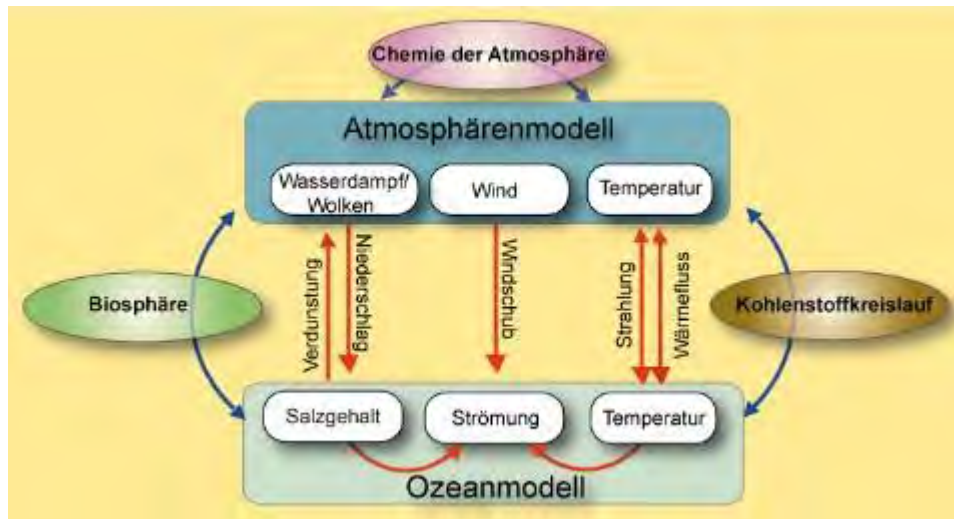 Chemie der Atmosphäre
Atmosphärenmodell
Wasserdampf/
Wolken
Wind
Temperatur
Verdunstung
Niederschlag
Windschub
Strahlung
Wärmefluss
Biosphäre
Kohlenstoffkreislauf
Salzgehalt
Strömung
Temperatur
Ozeanmodell